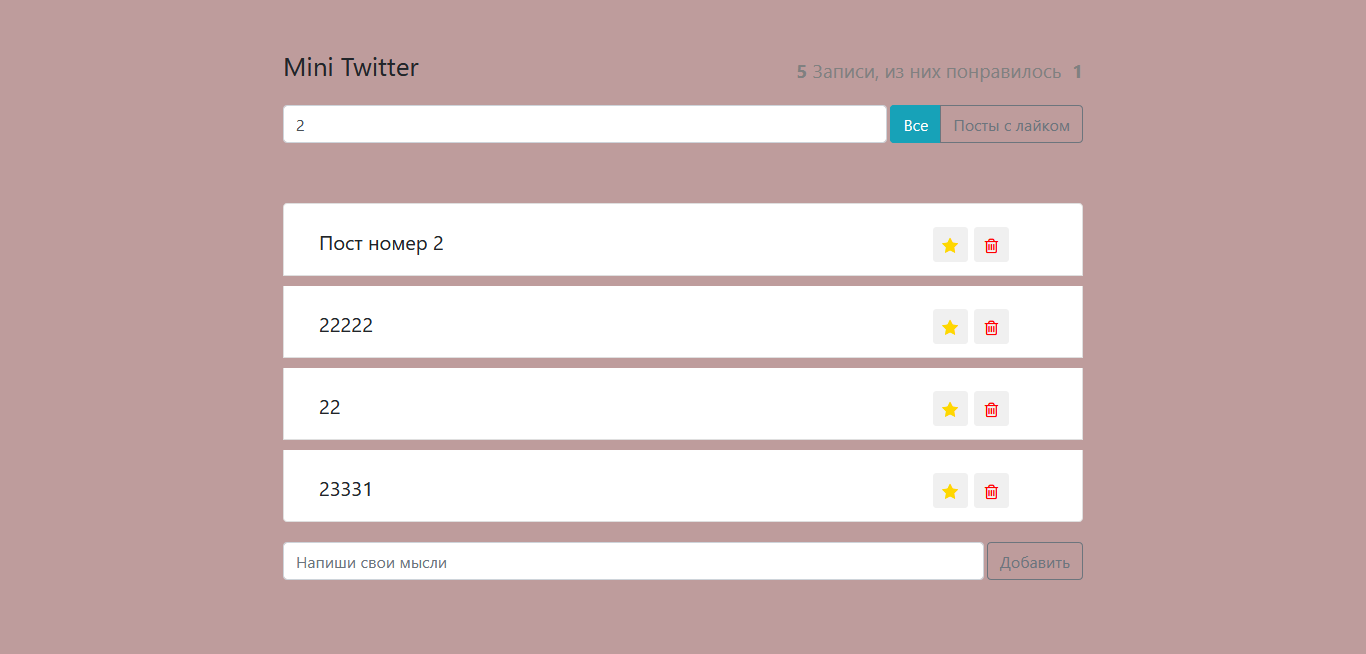 Mini Twitter
5 Записи, из них понравилось 1
2
Все
Посты с лайком
Пост номер 2
22222
22
23331
Напиши свои мысли
Добавить